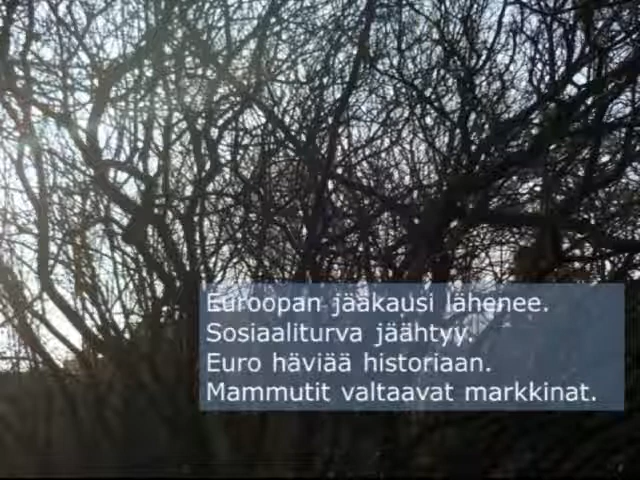 Euroopan jääkausi lähenee.
Sosiaaliturva jäähtyy.
Euro häviää historiaan.
Mammutit valtaavat markkinat.